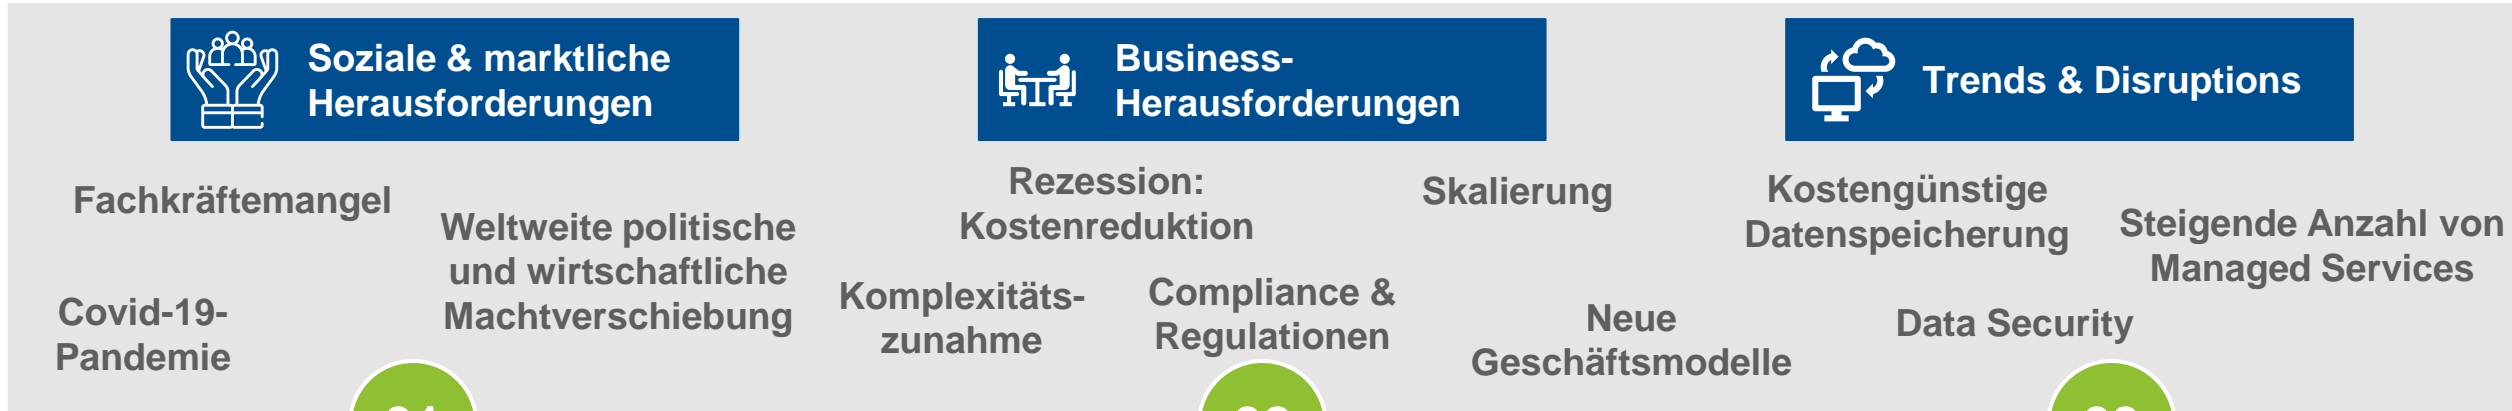 Soziale & marktliche
Herausforderungen
Business-
Herausforderungen
Trends & Disruptions
Fachkräftemangel
Weltweite politische
und wirtschaftliche
Machtverschiebung
Covid-19-
Pandemie
Rezession:
Kostenreduktion
Skalierung
Komplexitäts-
zunahme
Compliance &
Regulationen
Neue
Geschäftsmodelle
Kostengünstige
Datenspeicherung
Steigende Anzahl von
Managed Services
Data Security